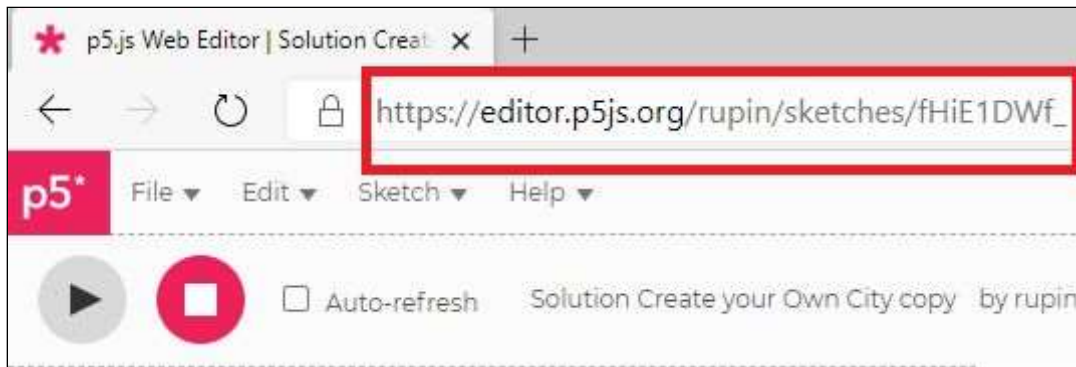 p5.js Web Editor | Solution Creat
https://editor.p5js.org/rupin/sketches/fHiE1DWf_
p5* File Edit Sketch Help
Auto-refresh Solution Create your Own City copy by rupin